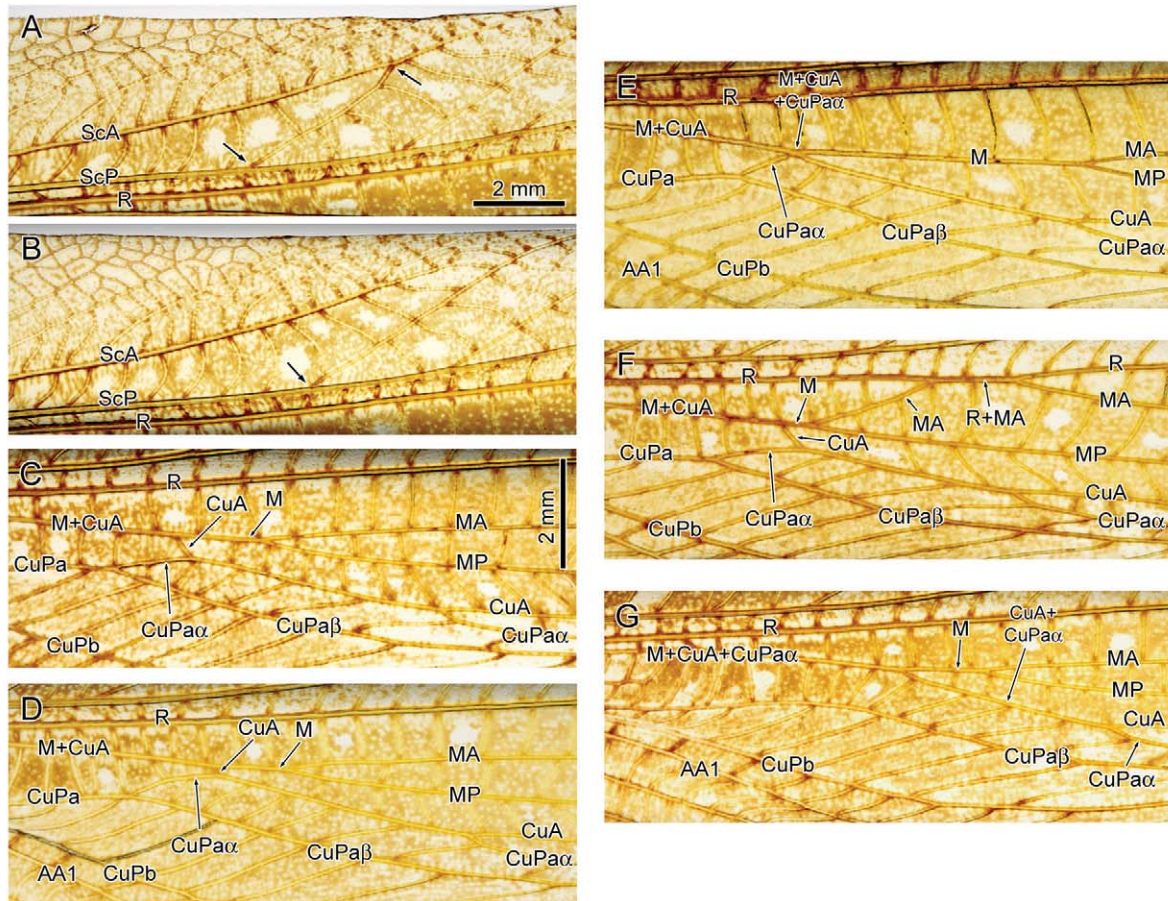 A
ScA
ScP
R
2 mm
B
ScA
ScP
R
C
R
CuA
M
M+CuA
MA
2 mm
CuPa
MP
CuA
CuPb
CuPaα
CuPaβ
CuPaα
D
R
CuA
M
M+CuA
MA
CuPa
MP
CuA
CuPaα
CuPaβ
CuPaα
AA1
CuPb
E
M+CuA
+CuPaα
R
M+CuA
M
MA
CuPa
MP
CuA
CuPaα
CuPaβ
CuPaα
AA1
CuPb
F
R
M
R
M+CuA
MA
R+MA
MA
CuA
CuPa
MP
CuA
CuPaα
CuPaβ
CuPaα
CuPb
G
CuA+
CuPaα
R
M
M+CuA+CuPaα
MA
MP
CuA
AA1
CuPb
CuPaβ
CuPaα